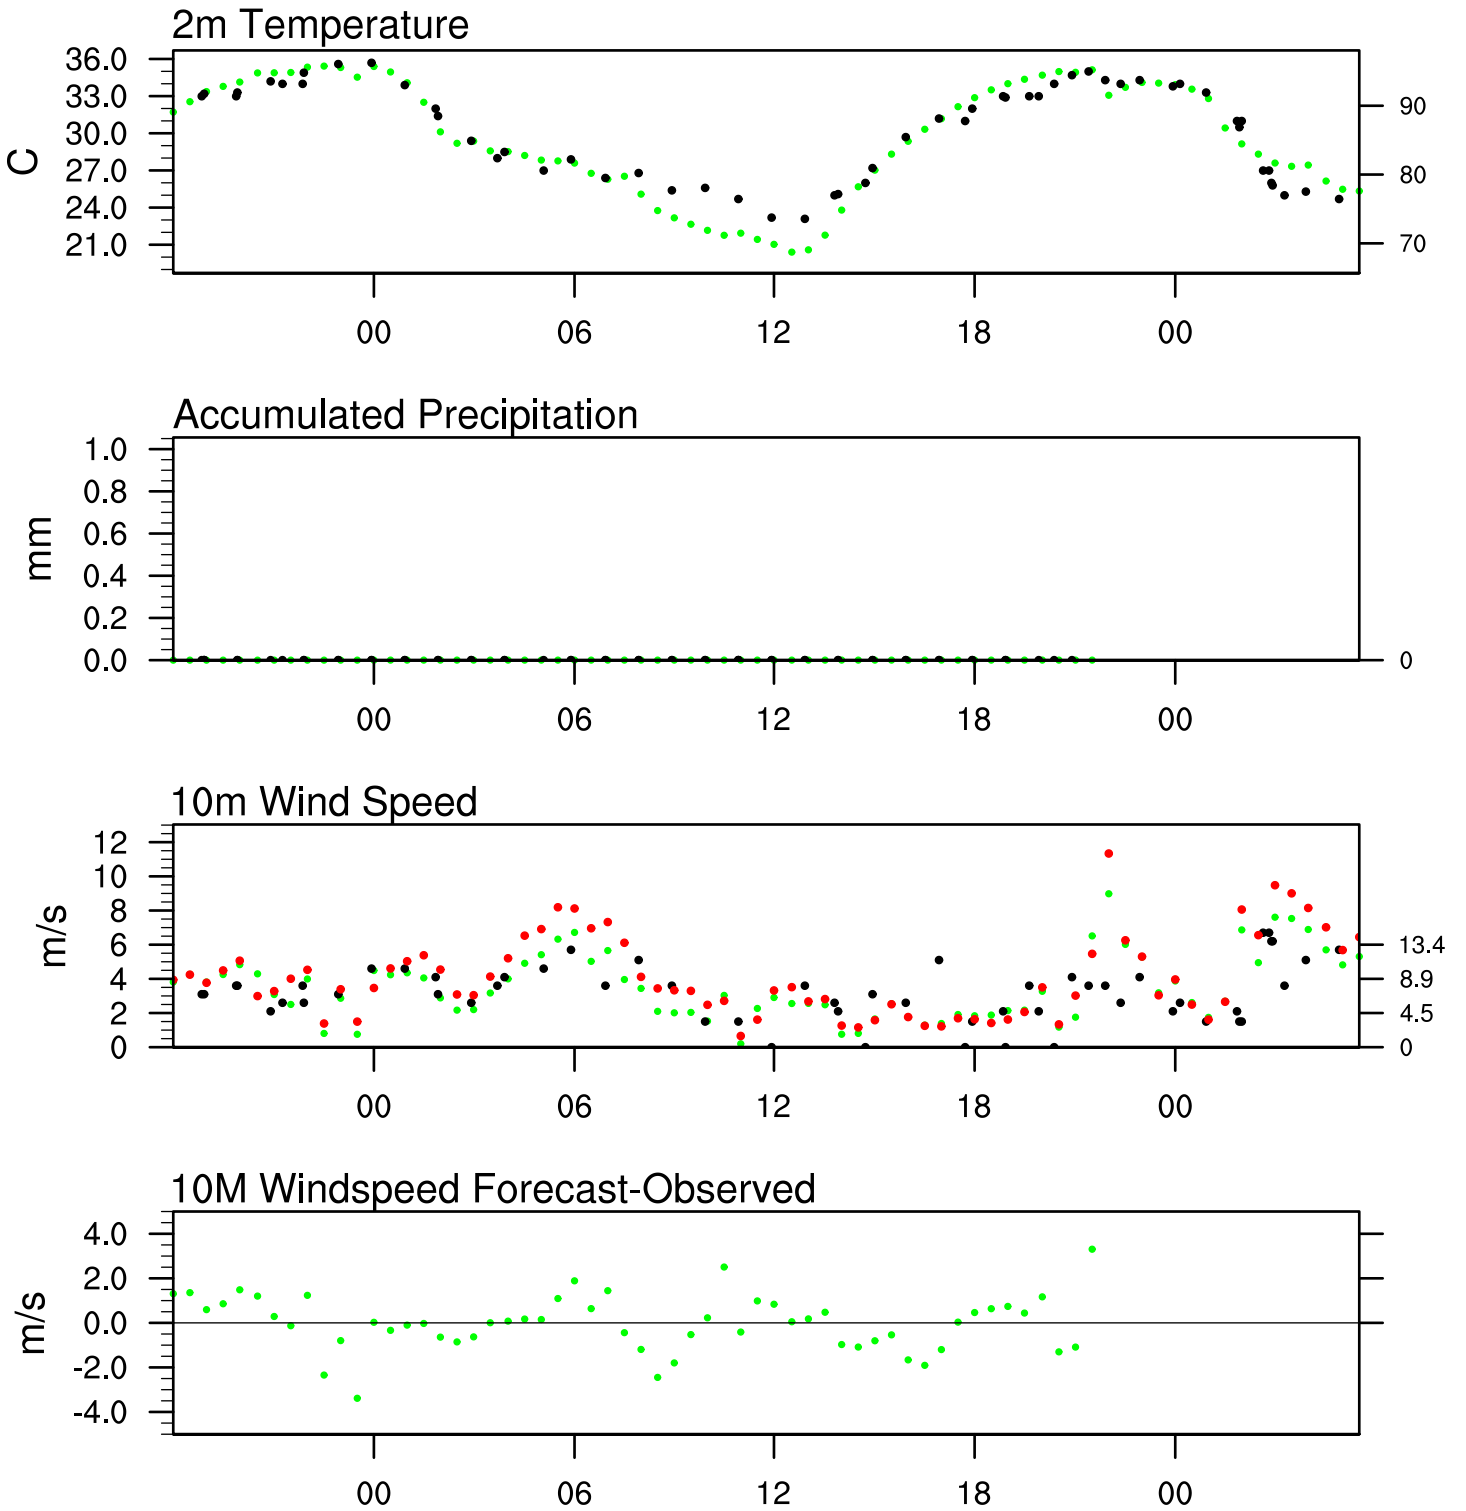 2m Temperature
36.0
33.0
30.0
27.0
24.0
21.0
C
90
80
70
00 06 12 18 00
Accumulated Precipitation
1.0
0.8
0.6
0.4
0.2
0.0
mm
0
00 06 12 18 00
10m Wind Speed
12
10
8
6
4
2
0
m/s
13.4
8.9
4.5
0
00 06 12 18 00
10M Windspeed Forecast-Observed
4.0
2.0
0.0
-2.0
-4.0
m/s
00 06 12 18 00